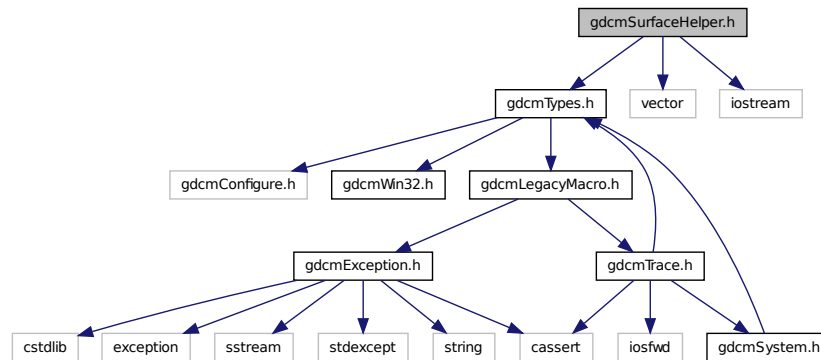 gdcmSurfaceHelper.h
gdcmTypes.h
vector
iostream
gdcmConfigure.h
gdcmWin32.h
gdcmLegacyMacro.h
gdcmException.h
gdcmTrace.h
cstdlib
exception
sstream
stdexcept
string
cassert
iosfwd
gdcmSystem.h